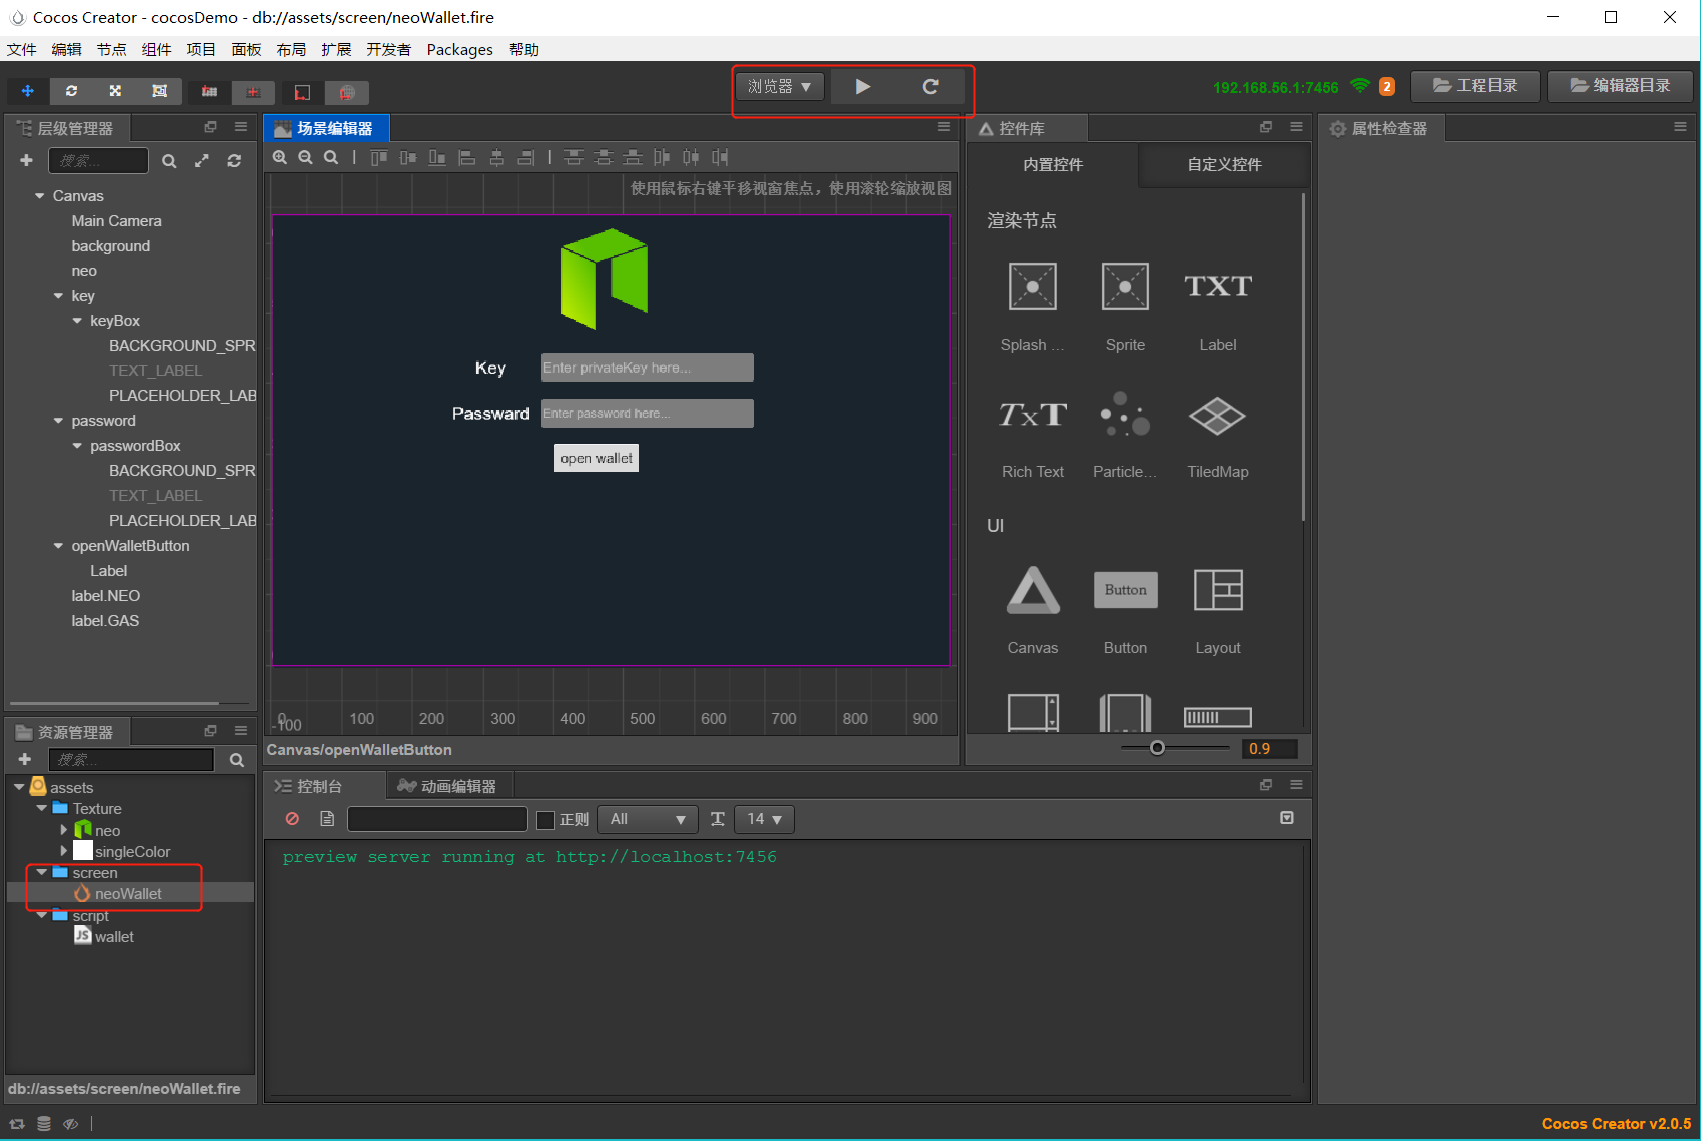 Cocos Creator - cocosDemo - db://assets/screen/neoWallet.fire
文件 编辑 节点 组件 项目 面板 布局 扩展 开发者 Packages 帮助
浏览器
192.168.56.1:7456
2
工程目录
编辑器目录
层级管理器
搜索...
Canvas
Main Camera
background
neo
key
keyBox
BACKGROUND_SPR
TEXT_LABEL
PLACEHOLDER_LAB
password
passwordBox
BACKGROUND_SPR
TEXT_LABEL
PLACEHOLDER_LAB
openWalletButton
Label
label.NEO
label.GAS
场景编辑器
使用鼠标右键平移视窗焦点，使用滚轮缩放视图
Key
Enter privateKey here...
Passward
Enter password here...
open wallet
0 100 200 300 400 500 600 700 800 900
-100
Canvas/openWalletButton
控件库
内置控件 自定义控件
渲染节点
Splash ... Sprite Label
TXT
TxT
Rich Text Particle... TiledMap
UI
Button
Canvas Button Layout
0.9
属性检查器
资源管理器
搜索...
assets
Texture
neo
singleColor
screen
neoWallet
script
JS wallet
db://assets/screen/neoWallet.fire
控制台 动画编辑器
正则 All 14
preview server running at http://localhost:7456
Cocos Creator v2.0.5